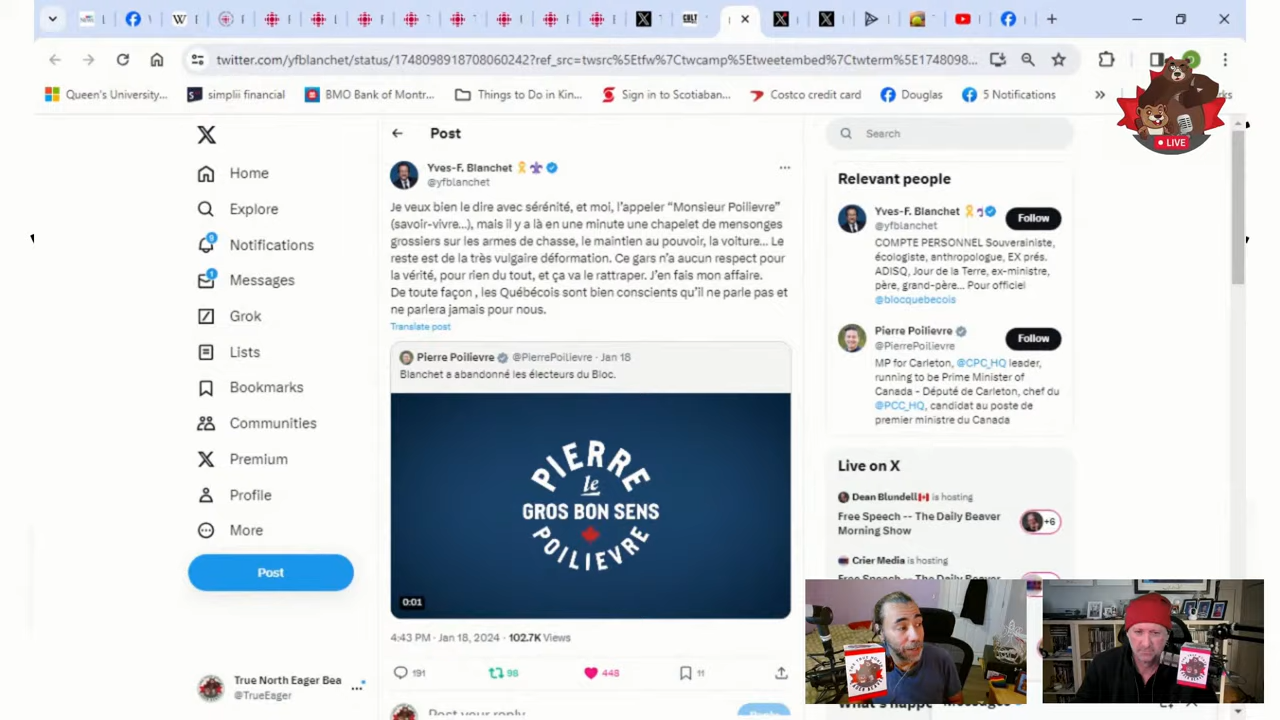 twitter.com/yfblanchet/status/1748098918708060242?ref_src=twsrc%5Etfw%7Ctwcamp%5Etweetembed%7Ctwterm%5E1748098...
Queen's University...
simplii financial
BMO Bank of Montr...
Things to Do in Kin...
Sign in to Scotiaban...
Costco credit card
Douglas
5 Notifications
LIVE
Post
Search
Yves-F. Blanchet
@yfblanchet
Je veux bien le dire avec sérénité, et moi, l’appeler “Monsieur Poilievre”
(savoir-vivre...), mais il y a là en une minute une chapelet de mensonges
grossiers sur les armes de chasse, le maintien au pouvoir, la voiture... Le
reste est de la très vulgaire déformation. Ce gars n’a aucun respect pour
la vérité, pour rien du tout, et ça va le rattraper. J’en fais mon affaire.
De toute façon , les Québécois sont bien conscients qu’il ne parle pas et
ne parlera jamais pour nous.
Translate post
Pierre Poilievre @PierrePoilievre · Jan 18
Blanchet a abandonné les électeurs du Bloc.
PIERRE
le
GROS BON SENS
POILIEVRE
0:01
4:43 PM · Jan 18, 2024 · 102.7K Views
191
98
448
11
Post your reply
Home
Explore
Notifications
Messages
Grok
Lists
Bookmarks
Communities
Premium
Profile
More
Post
True North Eager Bea
@TrueEager
Relevant people
Yves-F. Blanchet
@yfblanchet
Follow
COMPTE PERSONNEL Souverainiste,
écologiste, anthropologue, EX prés.
ADISQ, Jour de la Terre, ex-ministre,
père, grand-père... Pour officiel
@blocquebecois
Pierre Poilievre
@PierrePoilievre
Follow
MP for Carleton, @CPC_HQ leader,
running to be Prime Minister of
Canada - Député de Carleton, chef du
@PCC_HQ, candidat au poste de
premier ministre du Canada
Live on X
Dean Blundell is hosting
Free Speech -- The Daily Beaver
Morning Show
+6
Crier Media is hosting